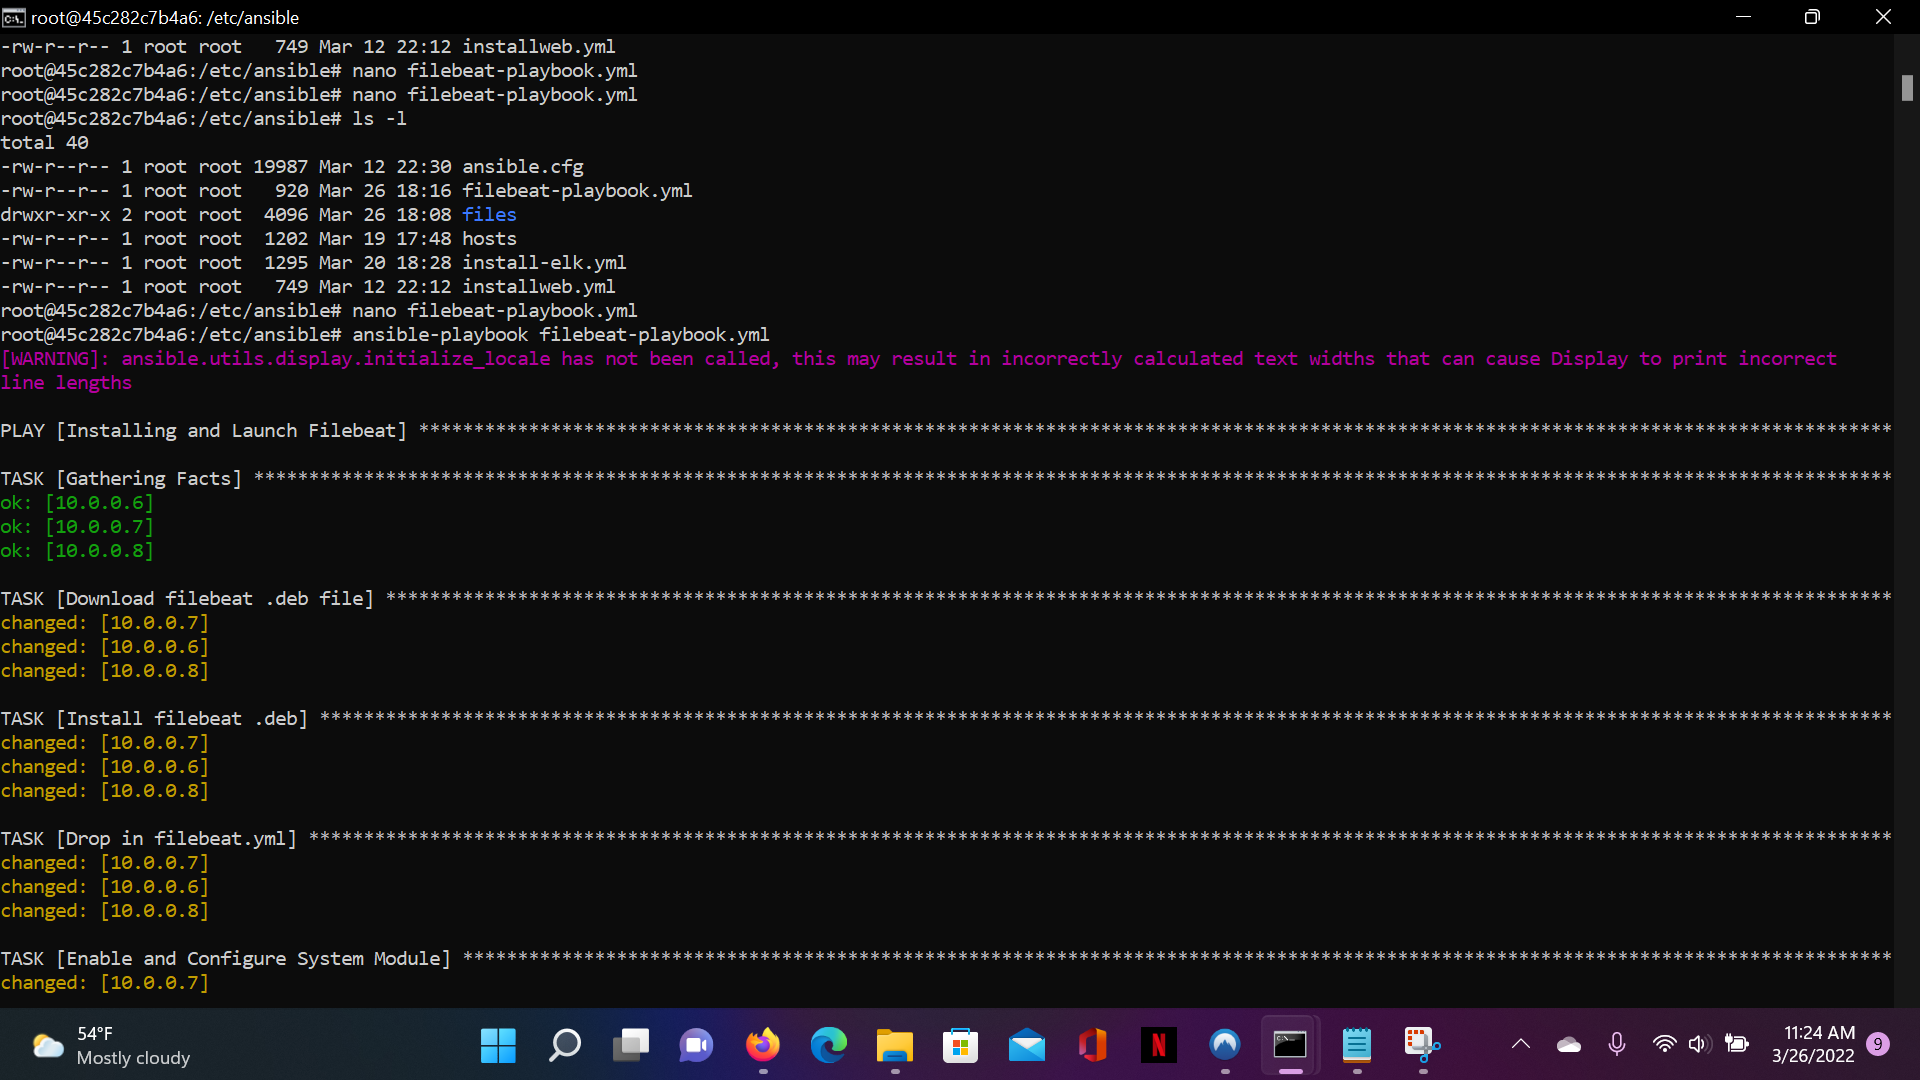 root@45c282c7b4a6: /etc/ansible
-rw-r--r-- 1 root root   749 Mar 12 22:12 installweb.yml
root@45c282c7b4a6:/etc/ansible# nano filebeat-playbook.yml
root@45c282c7b4a6:/etc/ansible# nano filebeat-playbook.yml
root@45c282c7b4a6:/etc/ansible# ls -l
total 40
-rw-r--r-- 1 root root 19987 Mar 12 22:30 ansible.cfg
-rw-r--r-- 1 root root   920 Mar 26 18:16 filebeat-playbook.yml
drwxr-xr-x 2 root root  4096 Mar 26 18:08 files
-rw-r--r-- 1 root root  1202 Mar 19 17:48 hosts
-rw-r--r-- 1 root root  1295 Mar 20 18:28 install-elk.yml
-rw-r--r-- 1 root root   749 Mar 12 22:12 installweb.yml
root@45c282c7b4a6:/etc/ansible# nano filebeat-playbook.yml
root@45c282c7b4a6:/etc/ansible# ansible-playbook filebeat-playbook.yml
[WARNING]: ansible.utils.display.initialize_locale has not been called, this may result in incorrectly calculated text widths that can cause Display to print incorrect
line lengths
PLAY [Installing and Launch Filebeat] **************************************************************************************************************************************
TASK [Gathering Facts] *****************************************************************************************************************************************************
ok: [10.0.0.6]
ok: [10.0.0.7]
ok: [10.0.0.8]
TASK [Download filebeat .deb file] *****************************************************************************************************************************************
changed: [10.0.0.7]
changed: [10.0.0.6]
changed: [10.0.0.8]
TASK [Install filebeat .deb] ***********************************************************************************************************************************************
changed: [10.0.0.7]
changed: [10.0.0.6]
changed: [10.0.0.8]
TASK [Drop in filebeat.yml] ************************************************************************************************************************************************
changed: [10.0.0.7]
changed: [10.0.0.6]
changed: [10.0.0.8]
TASK [Enable and Configure System Module] **********************************************************************************************************************************
changed: [10.0.0.7]
54°F
Mostly cloudy
11:24 AM
3/26/2022
9